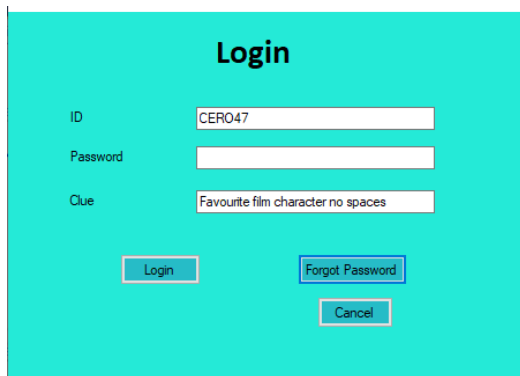 Login
ID CERO47
Password
Clue Favourite film character no spaces
Login Forgot Password
Cancel